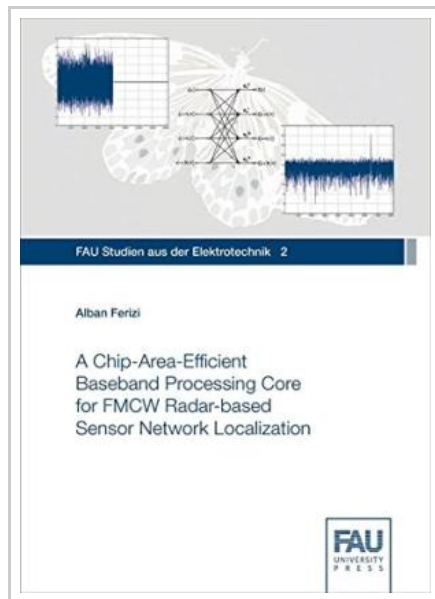 FAU Studien aus der Elektrotechnik 2
Alban Ferizi
A Chip-Area-Efficient
Baseband Processing Core
for FMCW Radar-based
Sensor Network Localization
FAU
UNIVERSITY
PRESS